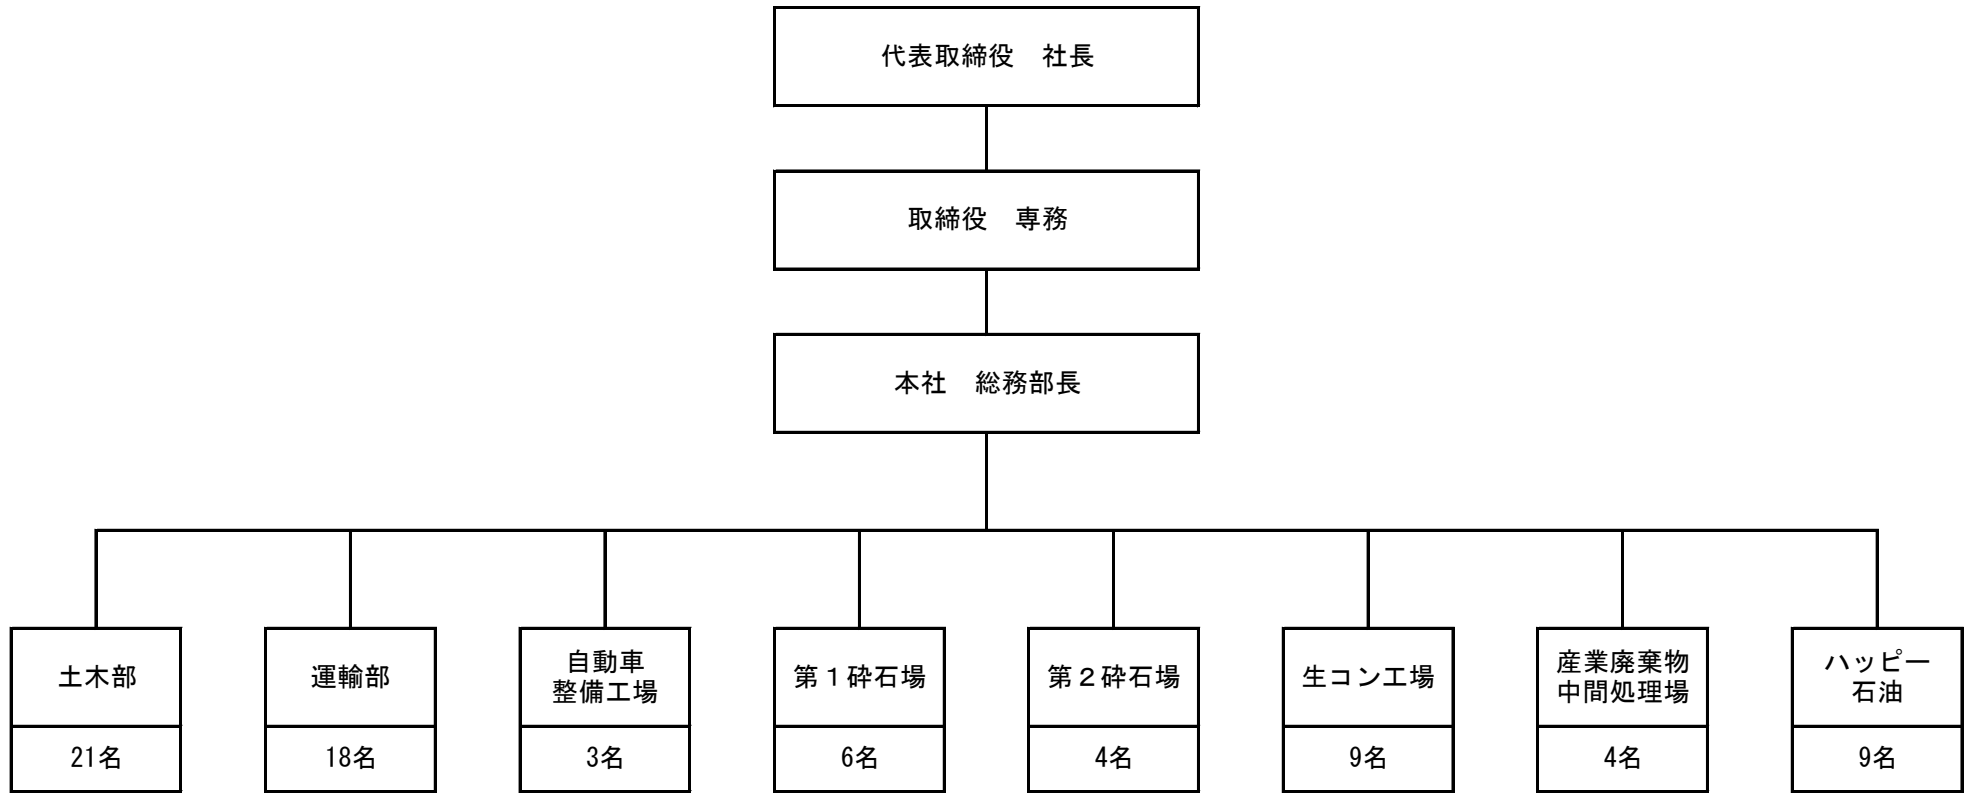 代表取締役　社長
取締役　専務
本社　総務部長
土木部
21名
運輸部
18名
自動車
整備工場
3名
第１砕石場
6名
第２砕石場
4名
生コン工場
9名
産業廃棄物
中間処理場
4名
ハッピー
石油
9名